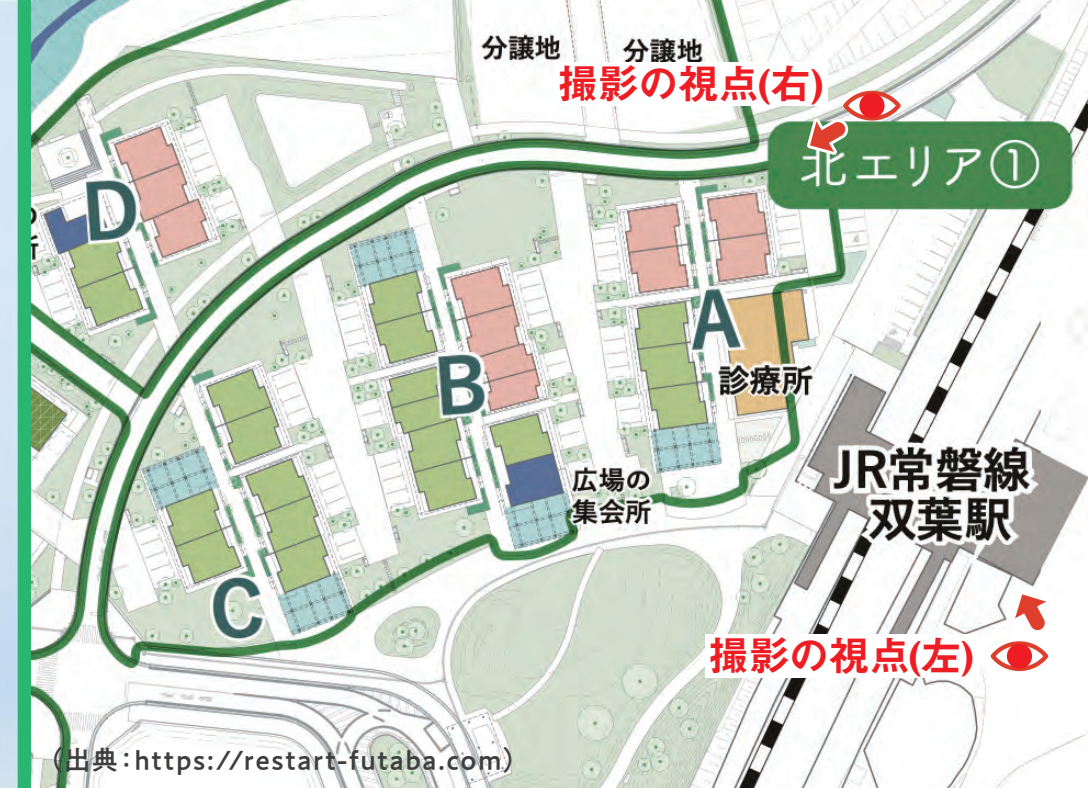 分譲地
分譲地
撮影の視点(右)
北エリア①
D
A
診療所
B
広場の
集会所
JR常磐線
双葉駅
C
撮影の視点(左)
(出典:https://restart-futaba.com)